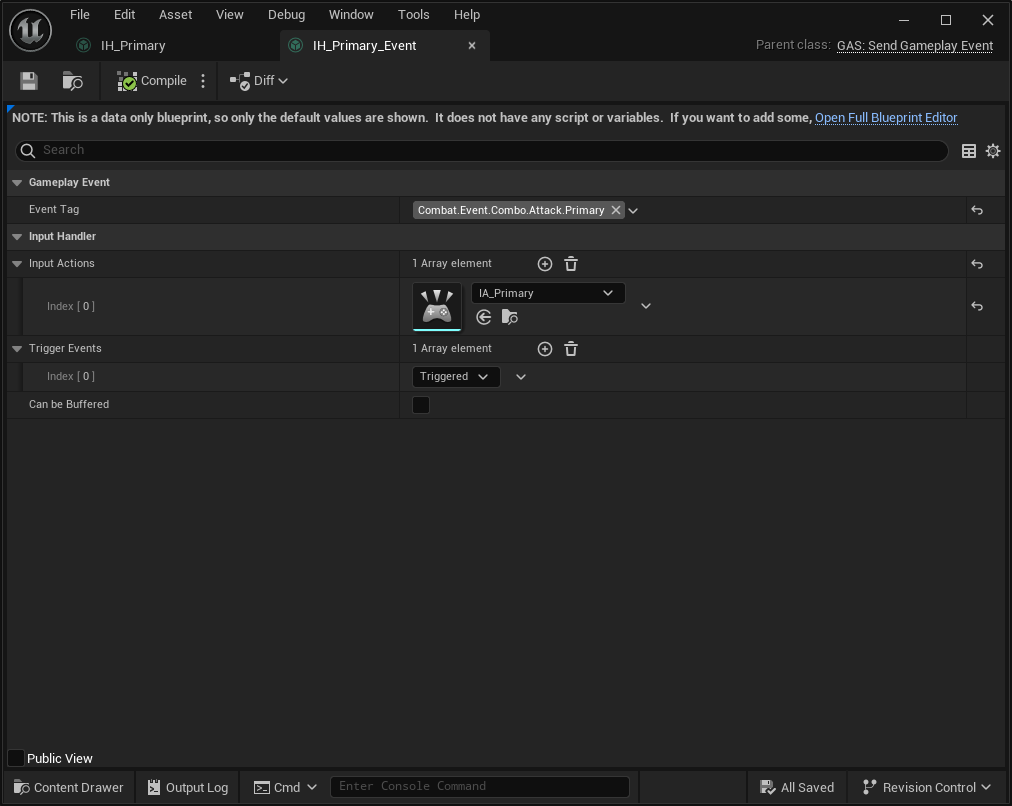 File Edit Asset View Debug Window Tools Help
IH_Primary
IH_Primary_Event
Parent class: GAS: Send Gameplay Event
Compile
Diff
NOTE: This is a data only blueprint, so only the default values are shown.  It does not have any script or variables.  If you want to add some, Open Full Blueprint Editor
Search
Gameplay Event
Event Tag Combat.Event.Combo.Attack.Primary
Input Handler
Input Actions 1 Array element
Index [ 0 ] IA_Primary
Trigger Events 1 Array element
Index [ 0 ] Triggered
Can be Buffered
Public View
Content Drawer Output Log Cmd Enter Console Command All Saved Revision Control